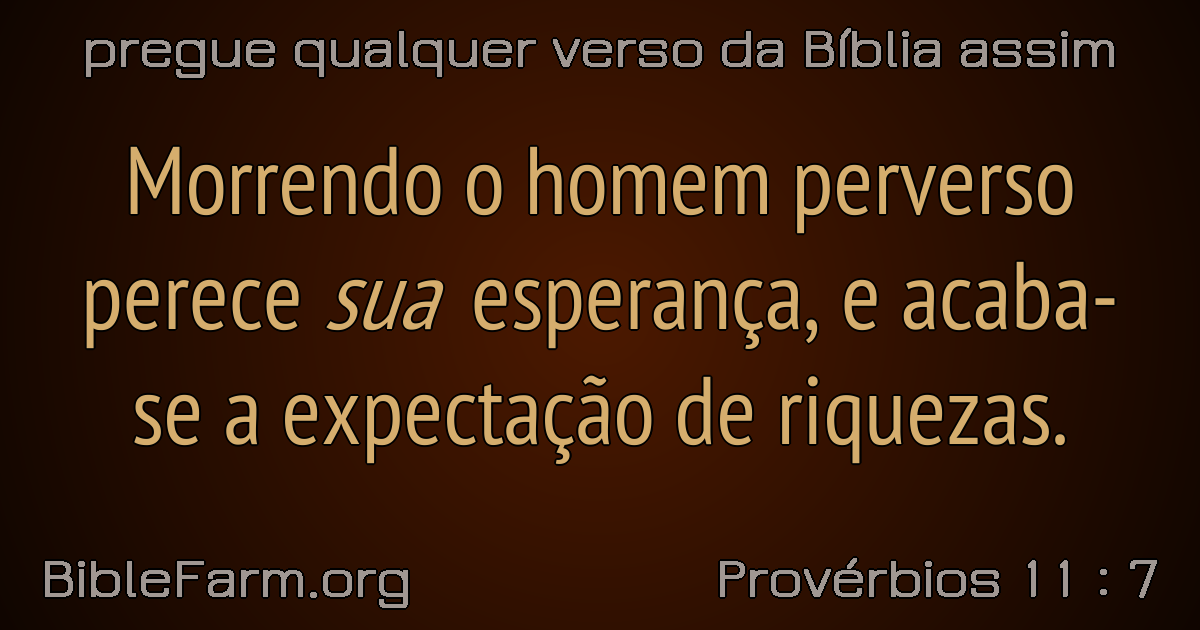 pregue qualquer verso da Bíblia assim
Morrendo o homem perverso
perece sua esperança, e acaba-
se a expectação de riquezas.
BibleFarm.org
Provérbios 11 : 7